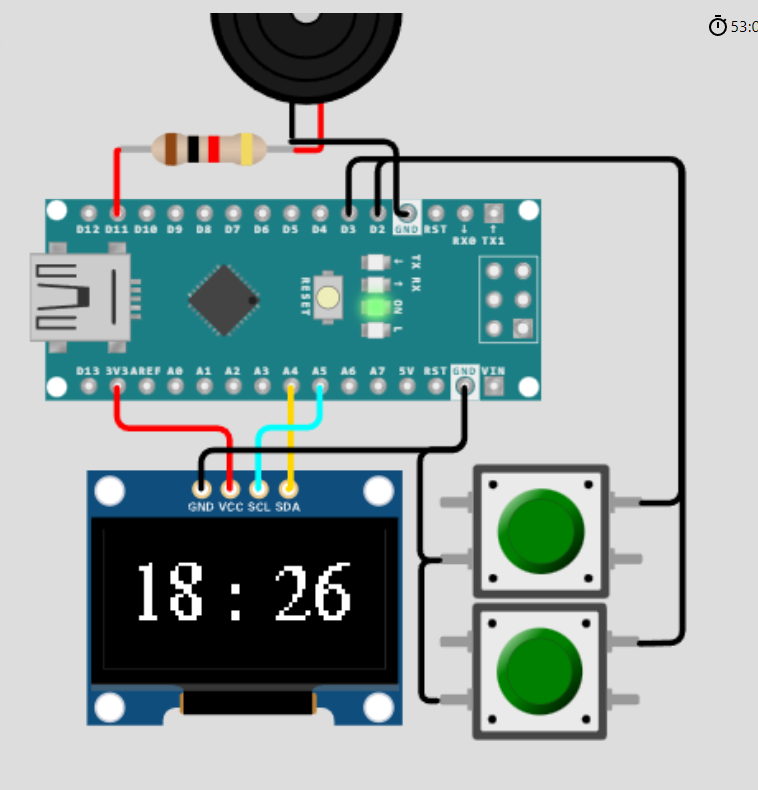 53:0
D12 D11 D10 D9 D8 D7 D6 D5 D4 D3 D2 GND RST ↓ ↑
RX0 TX1
RESET
TX RX
↓ ↑ ON L
D13 3V3 AREF A0 A1 A2 A3 A4 A5 A6 A7 5V RST GND VIN
GND VCC SCL SDA
18 : 26